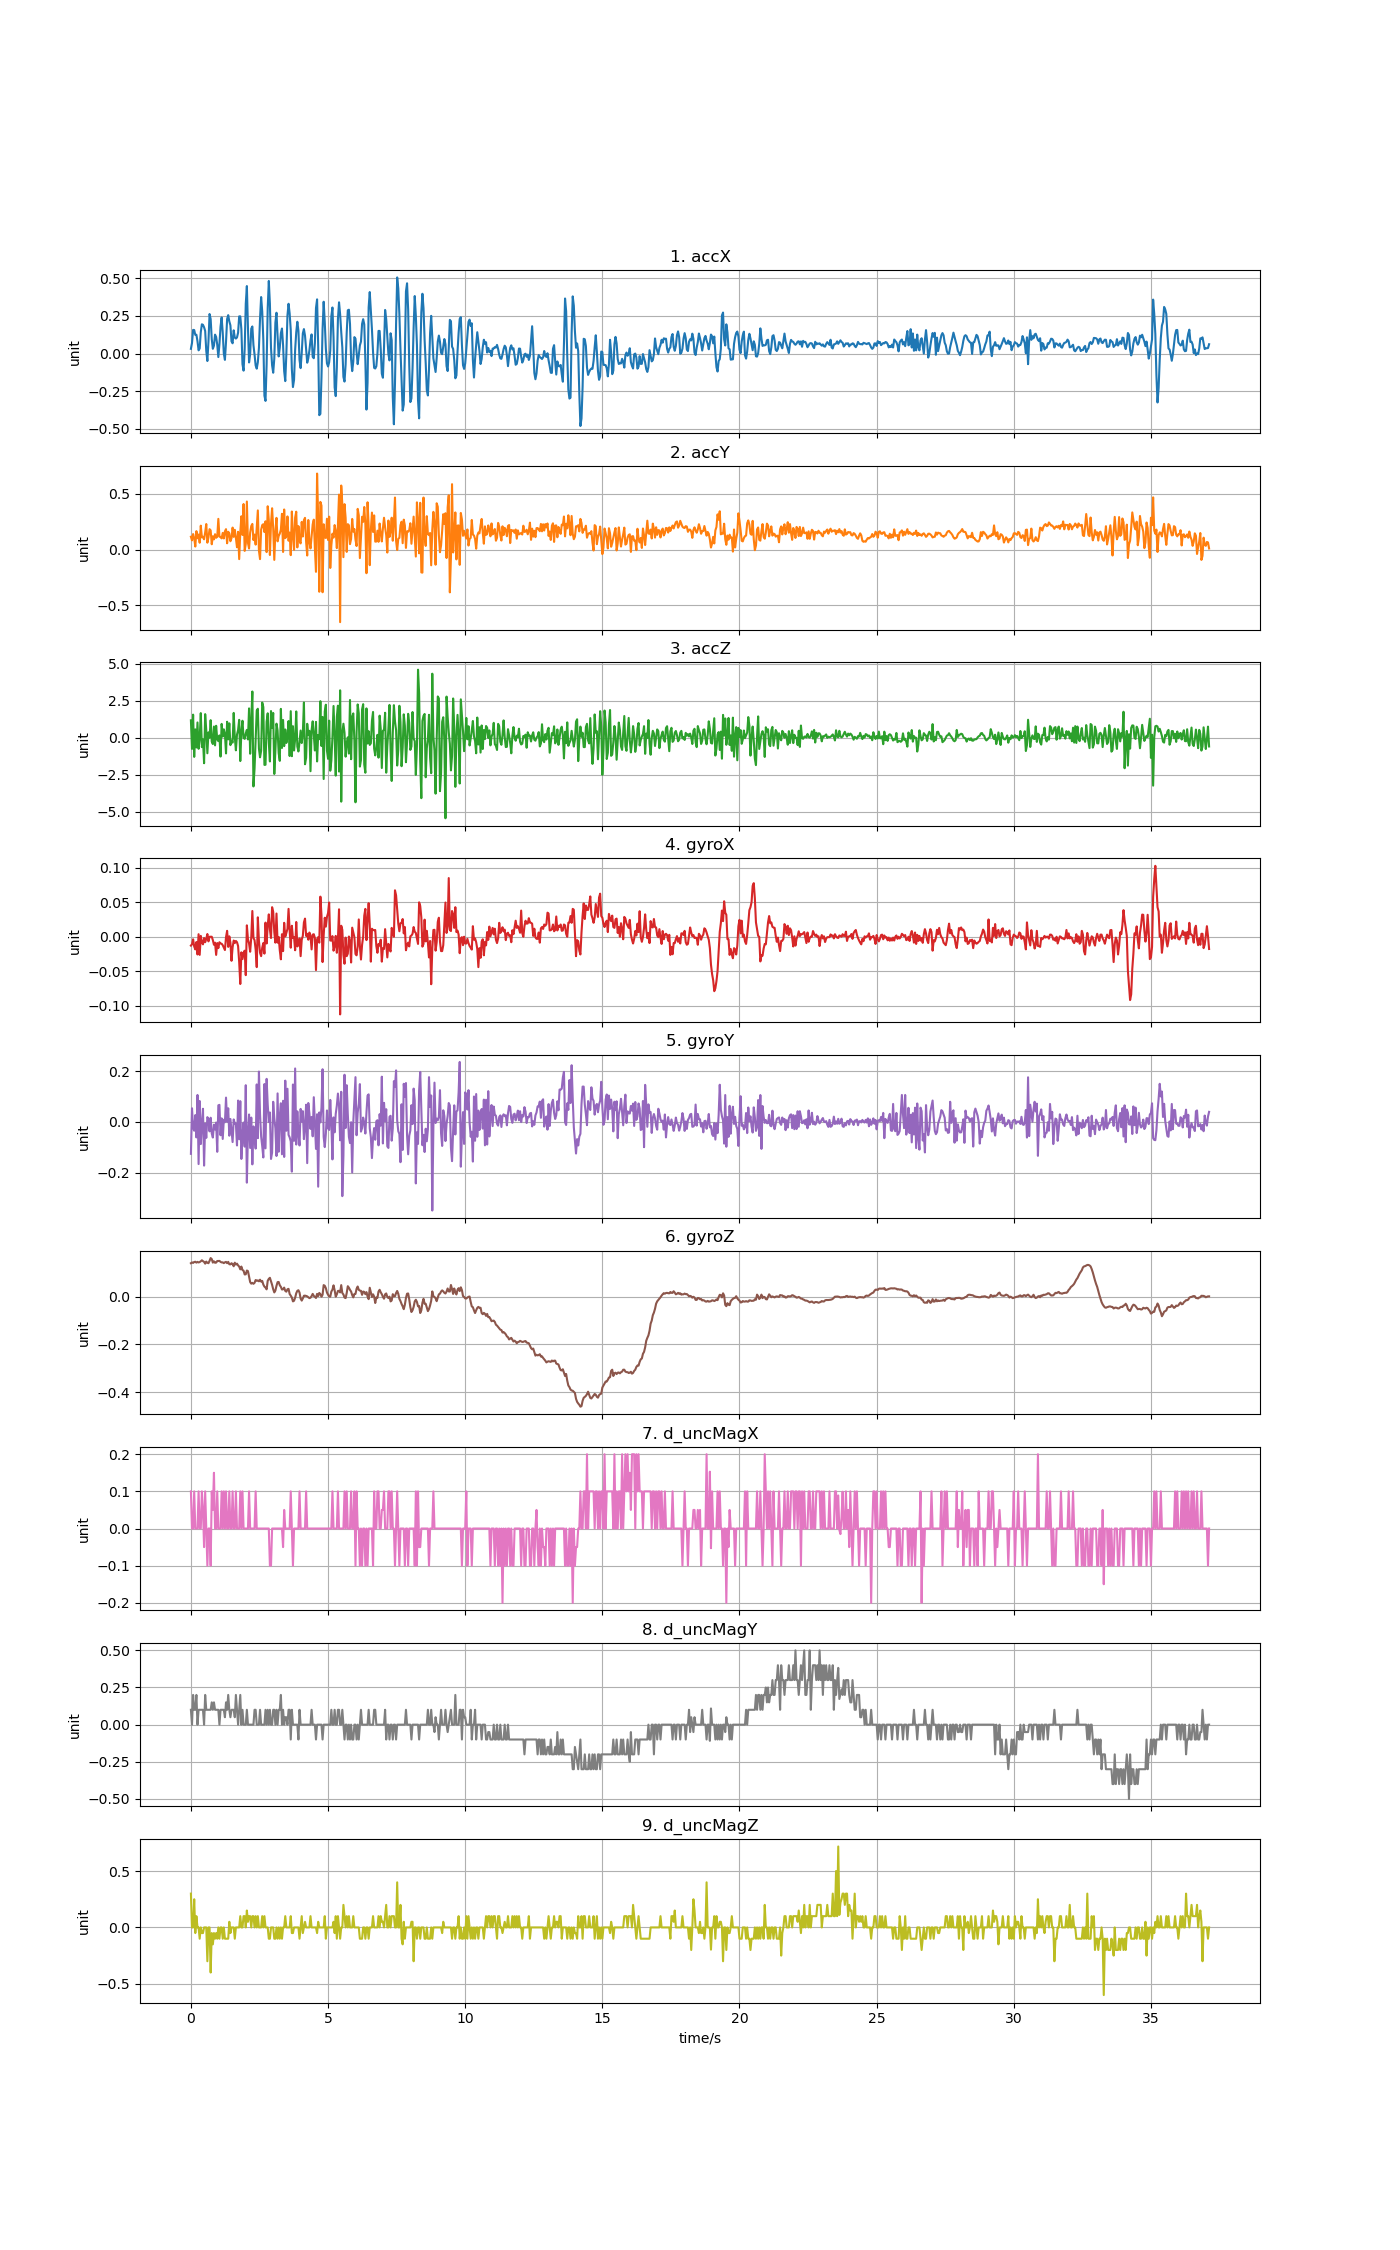 1. accX
0.50
0.25
0.00
−0.25
−0.50
unit
2. accY
0.5
0.0
−0.5
unit
3. accZ
5.0
2.5
0.0
−2.5
−5.0
unit
4. gyroX
0.10
0.05
0.00
−0.05
−0.10
unit
5. gyroY
0.2
0.0
−0.2
unit
6. gyroZ
0.0
−0.2
−0.4
unit
7. d_uncMagX
0.2
0.1
0.0
−0.1
−0.2
unit
8. d_uncMagY
0.50
0.25
0.00
−0.25
−0.50
unit
9. d_uncMagZ
0.5
0.0
−0.5
unit
0 5 10 15 20 25 30 35
time/s